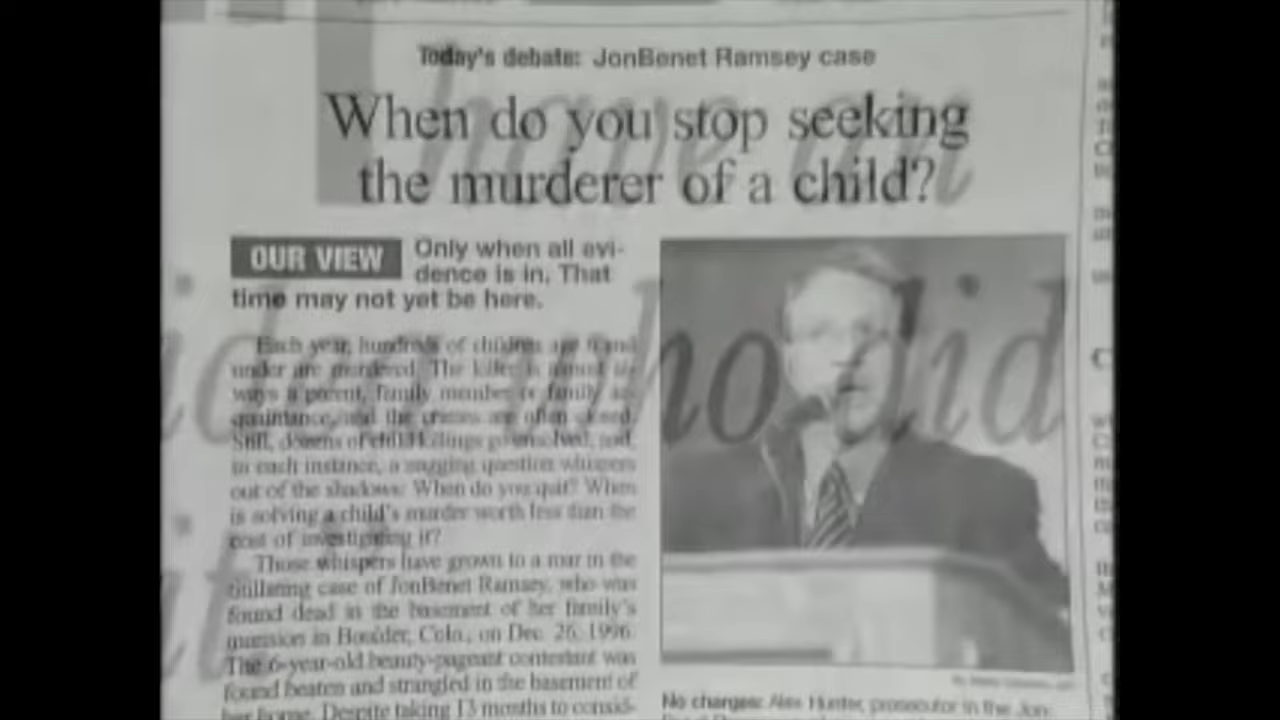 Today's debate: JonBenet Ramsey case
When do you stop seeking
the murderer of a child?
OUR VIEW
Only when all evi-
dence is in. That
time may not yet be here.
Each year, hundreds of children age
under are murdered. The killer is almost al-
ways a parent, family member or family ac-
quaintance, and the crimes are often closed.
Still, dozens of child killings go unsolved, and,
in each instance, a nagging question whispers
out of the shadows: When do you quit? When
is solving a child's murder worth less than the
cost of investigating it?
Those whispers have grown to a roar in the
case of JonBenet Ramsey, who was
found dead in the basement of her family's
mansion in Boulder, Colo., on Dec. 26, 1996.
The 6-year-old beauty-pageant contestant was
found beaten and strangled in the basement of
her home. Despite taking 13 months to consid-
No charges: Alex Hunter, prosecutor in the Jon-
have an
who did